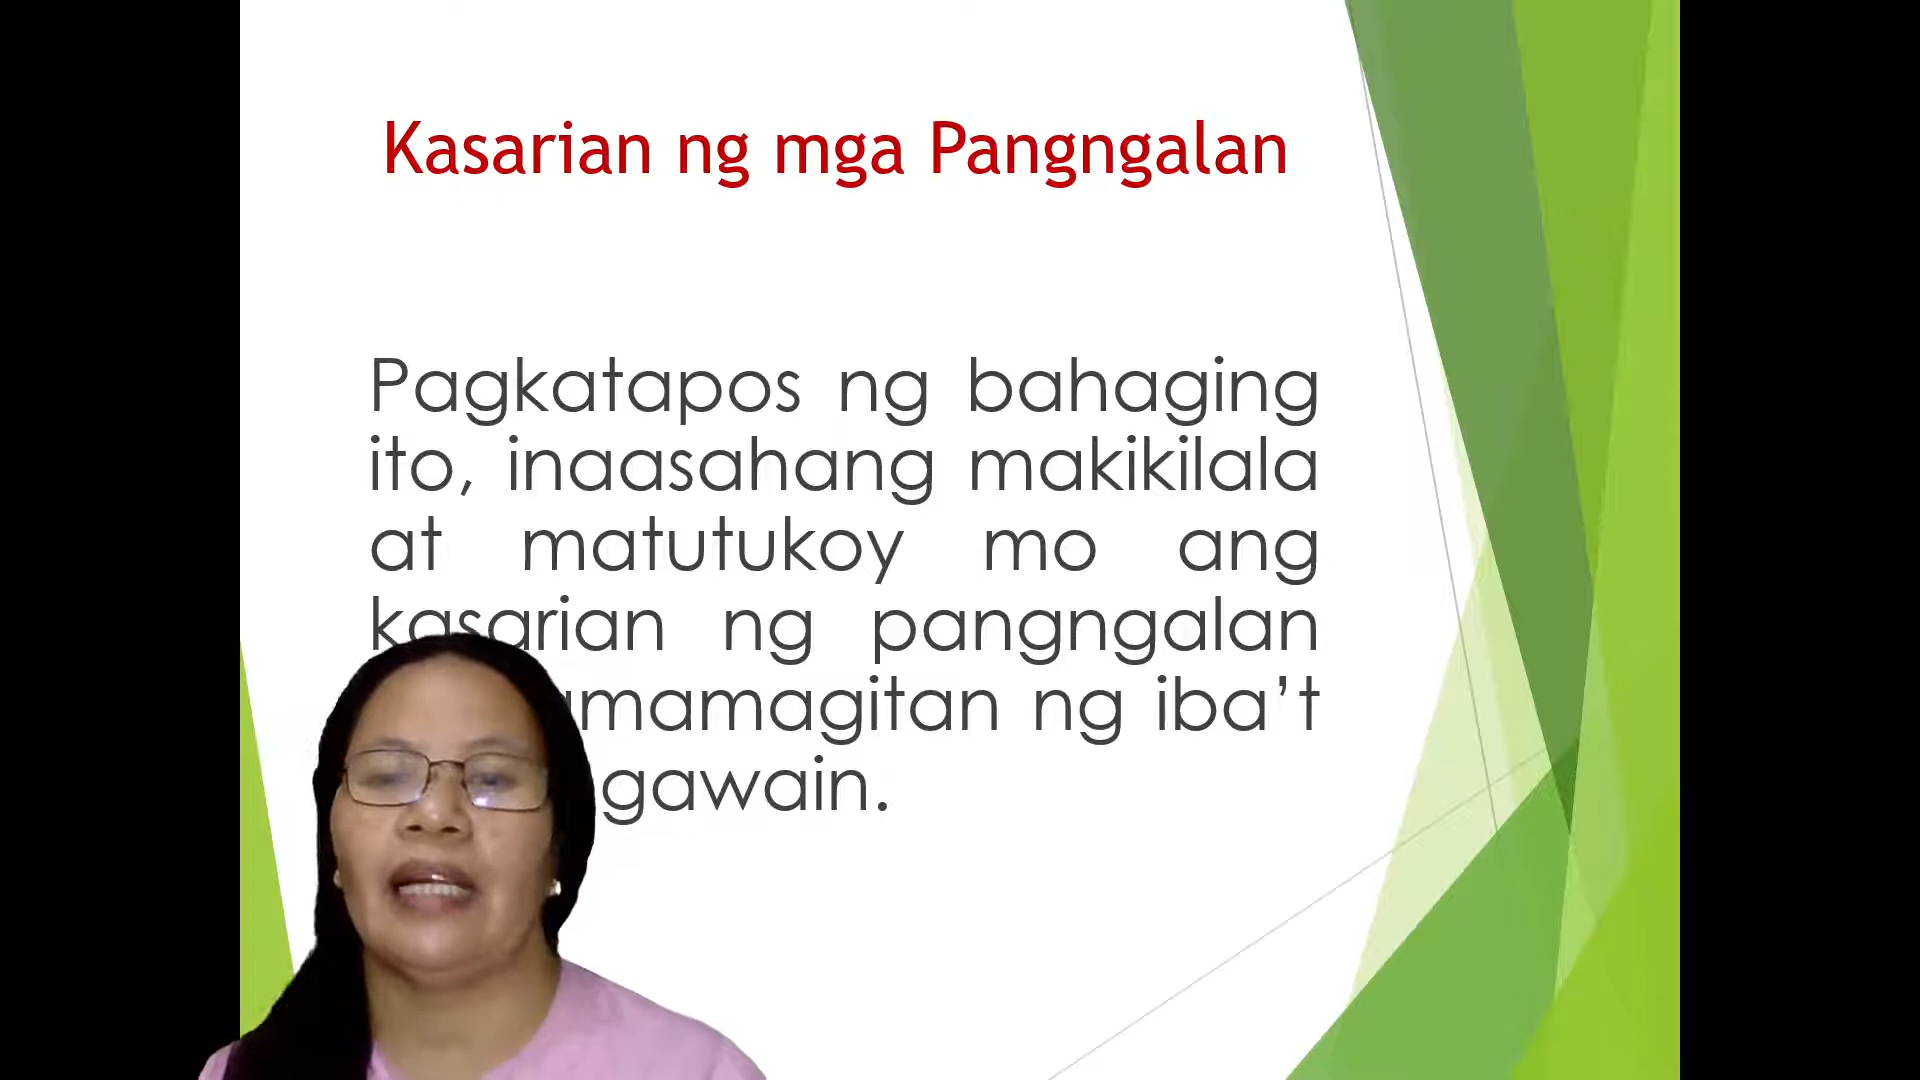 Kasarian ng mga Pangngalan
Pagkatapos ng bahaging
ito, inaasahang makikilala
at matutukoy mo ang
kasarian ng pangngalan
ng iba’t
gawain.